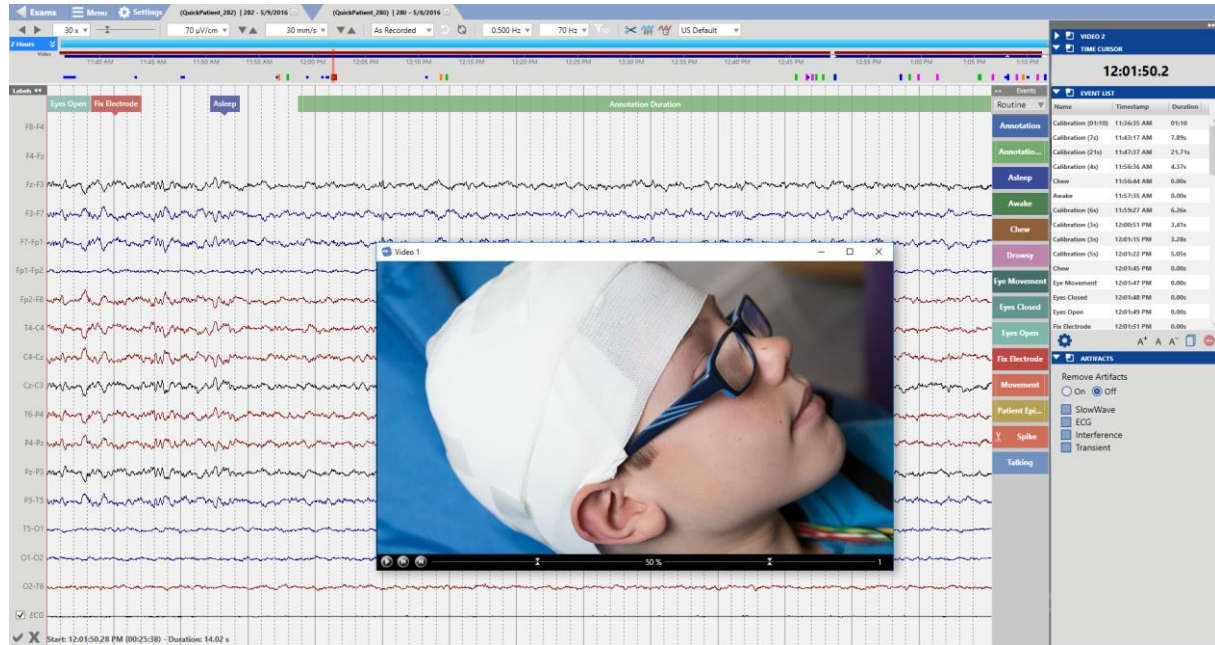 Exams Menu Settings (QuickPatient_282) | 282 - 5/9/2016 (QuickPatient_280) | 280 - 5/8/2016
30 s 70 µV/cm 30 mm/s As Recorded 0.500 Hz 70 Hz US Default
2 Hours
Video
11:40 AM 11:45 AM 11:50 AM 11:55 AM 12:00 PM 12:05 PM 12:10 PM 12:15 PM 12:20 PM 12:25 PM 12:30 PM 12:35 PM 12:40 PM 12:45 PM 12:55 PM 1:00 PM 1:05 PM 1:10 PM
Labels
Eyes Open Fix Electrode Asleep Annotation Duration
F8-F4
F4-Fz
Fz-F3
F3-F7
F7-Fp1
Fp1-Fp2
Fp2-F8
T4-C4
C4-Cz
Cz-C3
T6-P4
P4-Pz
Pz-P3
P3-T5
T5-O1
O1-O2
O2-T6
ECG
Start: 12:01:50.28 PM (00:25:38) - Duration: 14.02 s
Video 1
50 %
1
Events
Routine
Annotation
Annotatio...
Asleep
Awake
Chew
Drowsy
Eye Movement
Eyes Closed
Eyes Open
Fix Electrode
Movement
Patient Epi...
Spike
Talking
VIDEO 2
TIME CURSOR
12:01:50.2
EVENT LIST
Name Timestamp Duration
Calibration (01:10) 11:36:35 AM 01:10
Calibration (7s) 11:43:17 AM 7.89s
Calibration (21s) 11:47:37 AM 21.71s
Calibration (4s) 11:56:36 AM 4.37s
Chew 11:56:44 AM 0.00s
Awake 11:57:35 AM 0.00s
Calibration (6s) 11:59:27 AM 6.26s
Calibration (3s) 12:00:51 PM 3.41s
Calibration (3s) 12:01:15 PM 3.20s
Calibration (5s) 12:01:22 PM 5.05s
Chew 12:01:45 PM 0.00s
Eye Movement 12:01:47 PM 0.00s
Eyes Closed 12:01:48 PM 0.00s
Eyes Open 12:01:49 PM 0.00s
Fix Electrode 12:01:51 PM 0.00s
A+ A A-
ARTIFACTS
Remove Artifacts
On Off
SlowWave
ECG
Interference
Transient